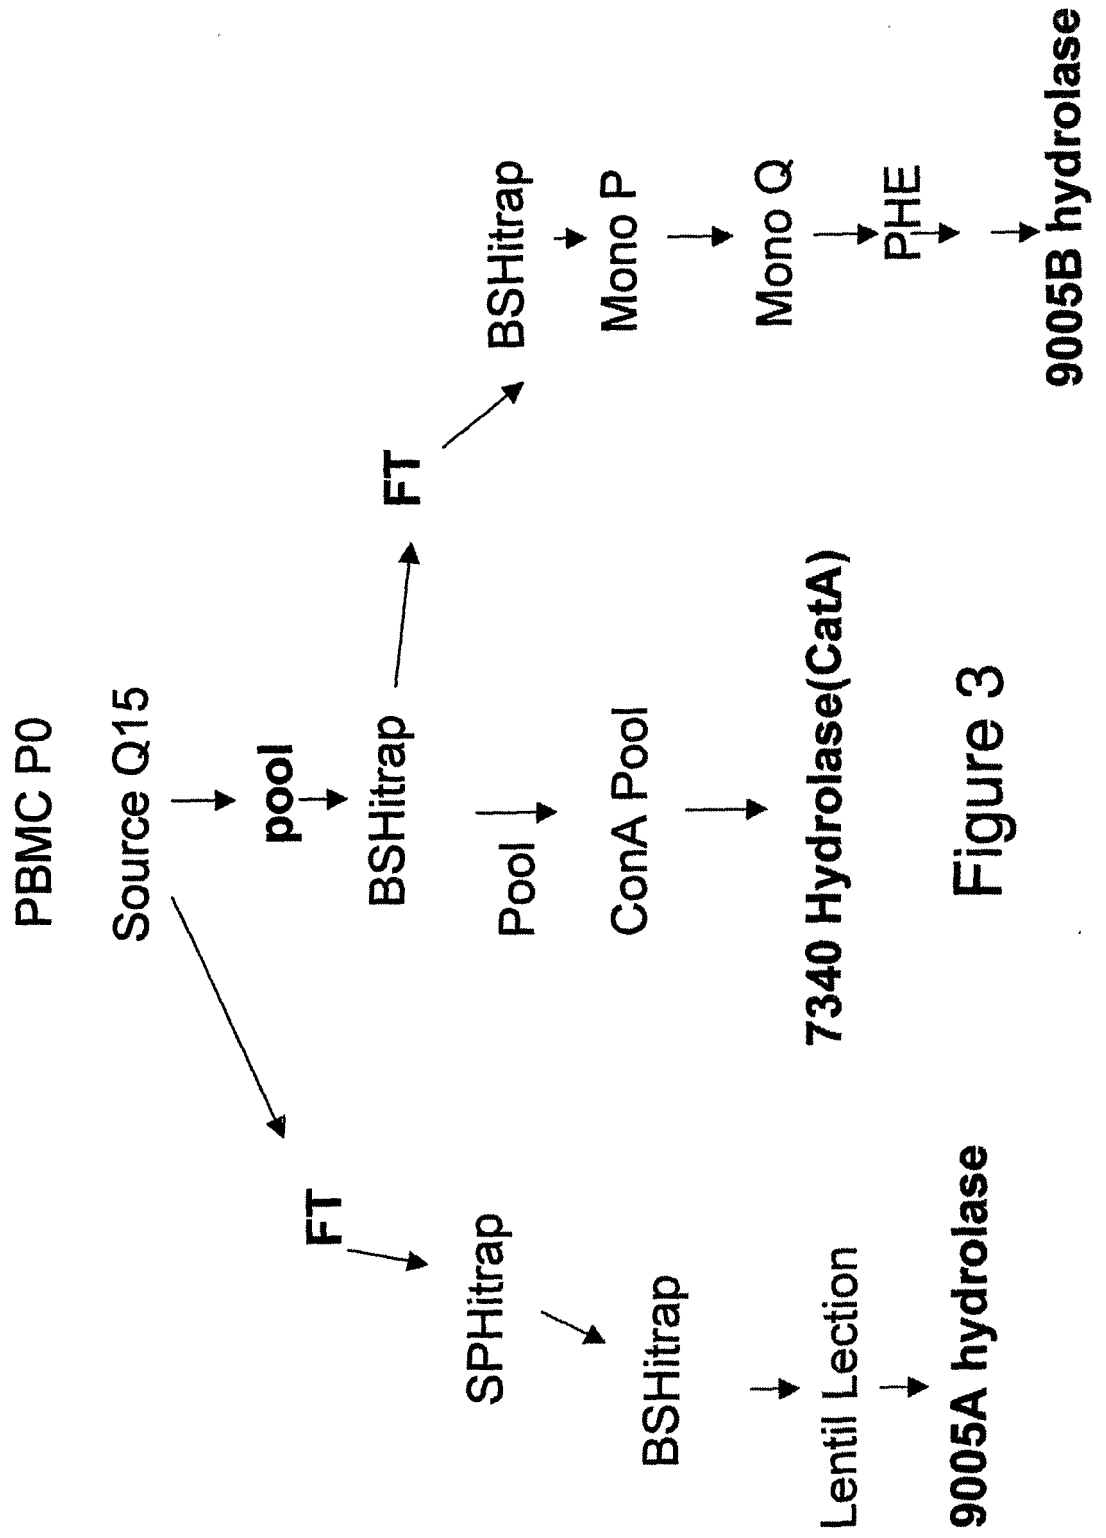 PBMC P0
Source Q15
pool
BSHitrap
FT
SPHitrap
BSHitrap
Lentil Lection
9005A hydrolase
Pool
ConA Pool
7340 Hydrolase(CatA)
FT
BSHitrap
Mono P
Mono Q
PHE
9005B hydrolase
Figure 3